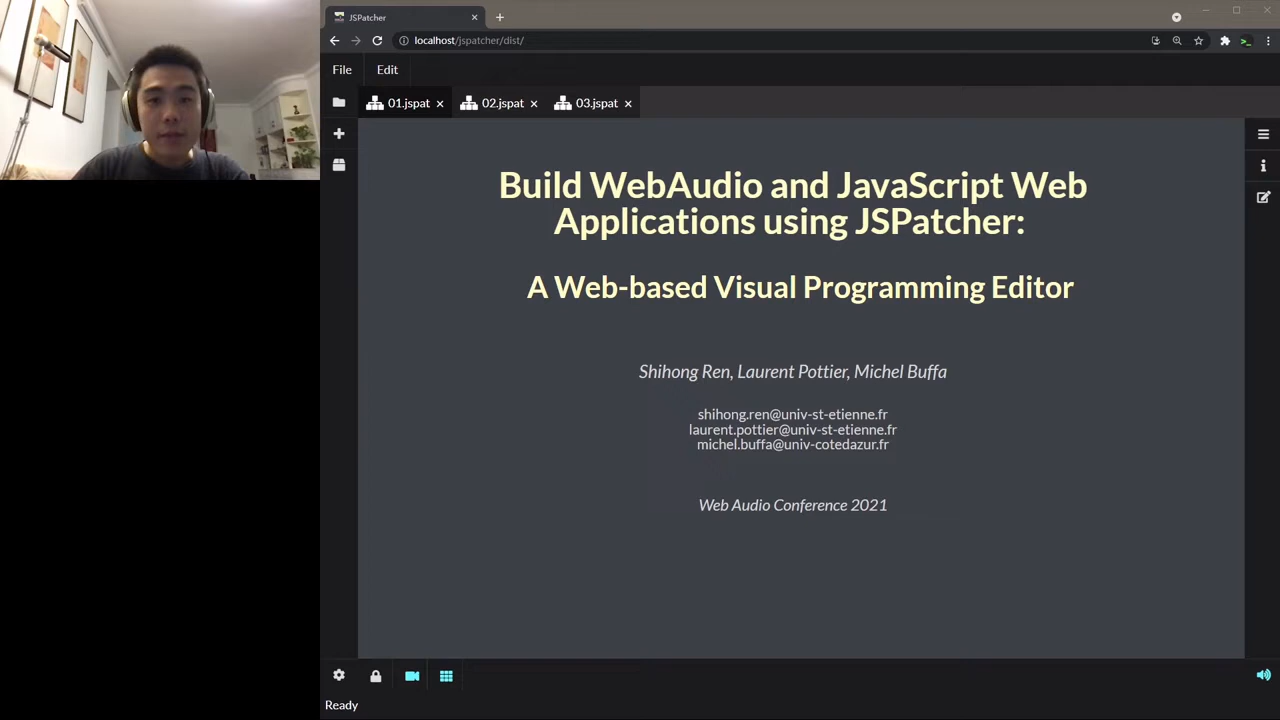 JSPatcher
localhost/jspatcher/dist/
File Edit
01.jspat 02.jspat 03.jspat
Build WebAudio and JavaScript Web
Applications using JSPatcher:
A Web-based Visual Programming Editor
Shihong Ren, Laurent Pottier, Michel Buffa
shihong.ren@univ-st-etienne.fr
laurent.pottier@univ-st-etienne.fr
michel.buffa@univ-cotedazur.fr
Web Audio Conference 2021
Ready